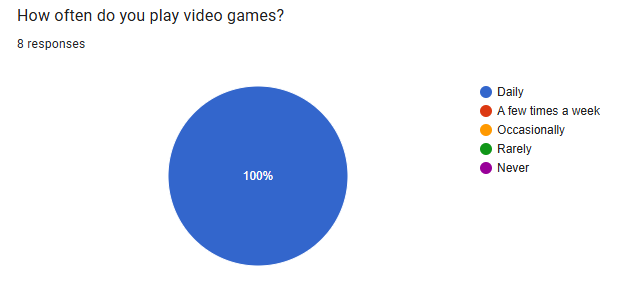 How often do you play video games?
8 responses
100%
Daily
A few times a week
Occasionally
Rarely
Never